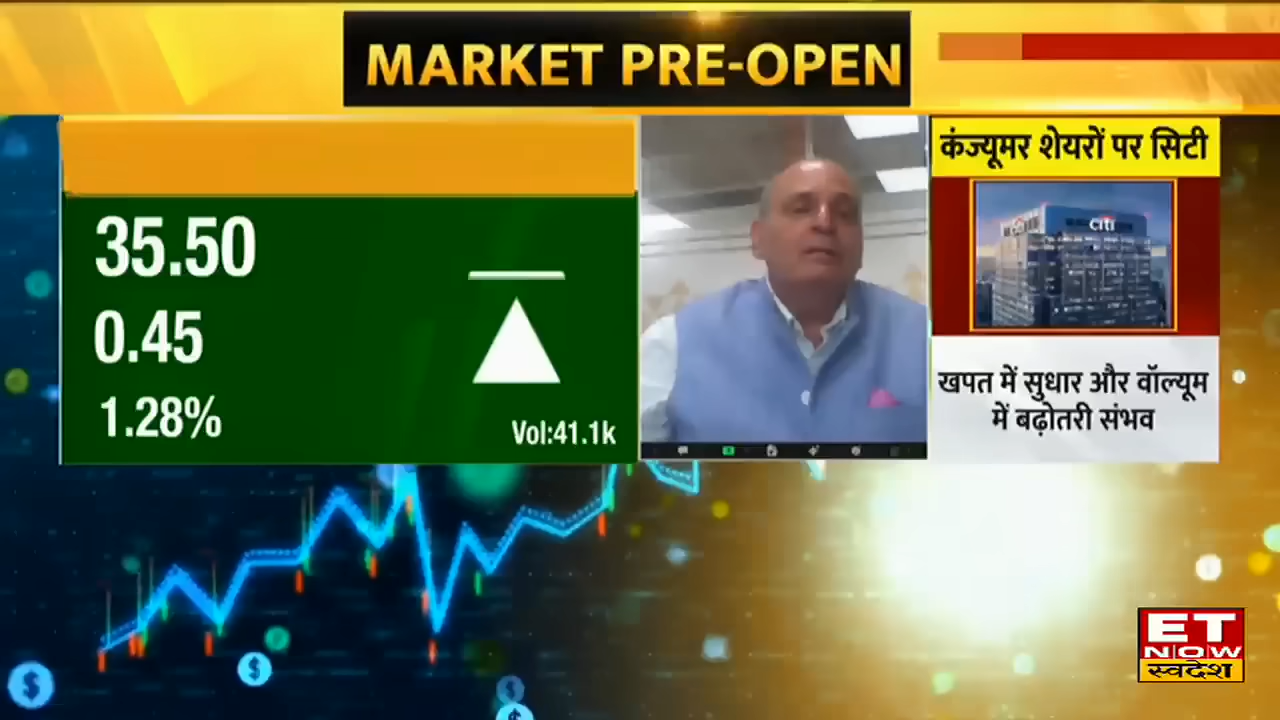 MARKET PRE-OPEN
35.50
0.45
1.28%
Vol:41.1k
कंज्यूमर शेयरों पर सिटी
citi
खपत में सुधार और वॉल्यूम
में बढ़ोतरी संभव
ET
NOW
स्वदेश